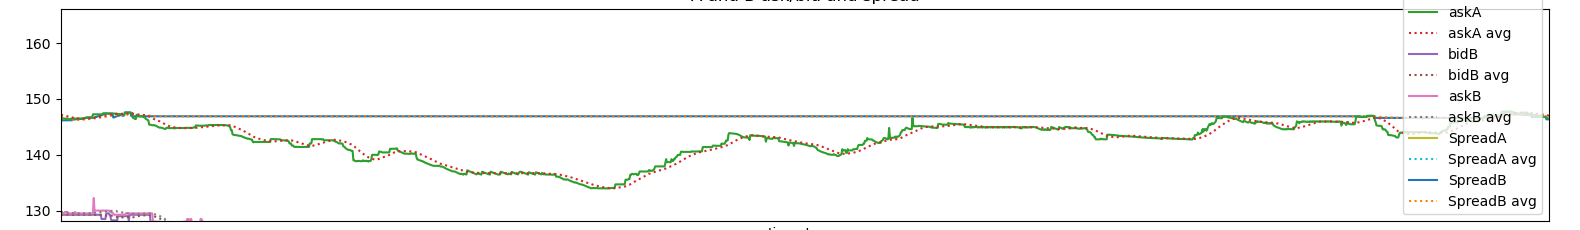 160
150
140
130
askA
askA avg
bidB
bidB avg
askB
askB avg
SpreadA
SpreadA avg
SpreadB
SpreadB avg